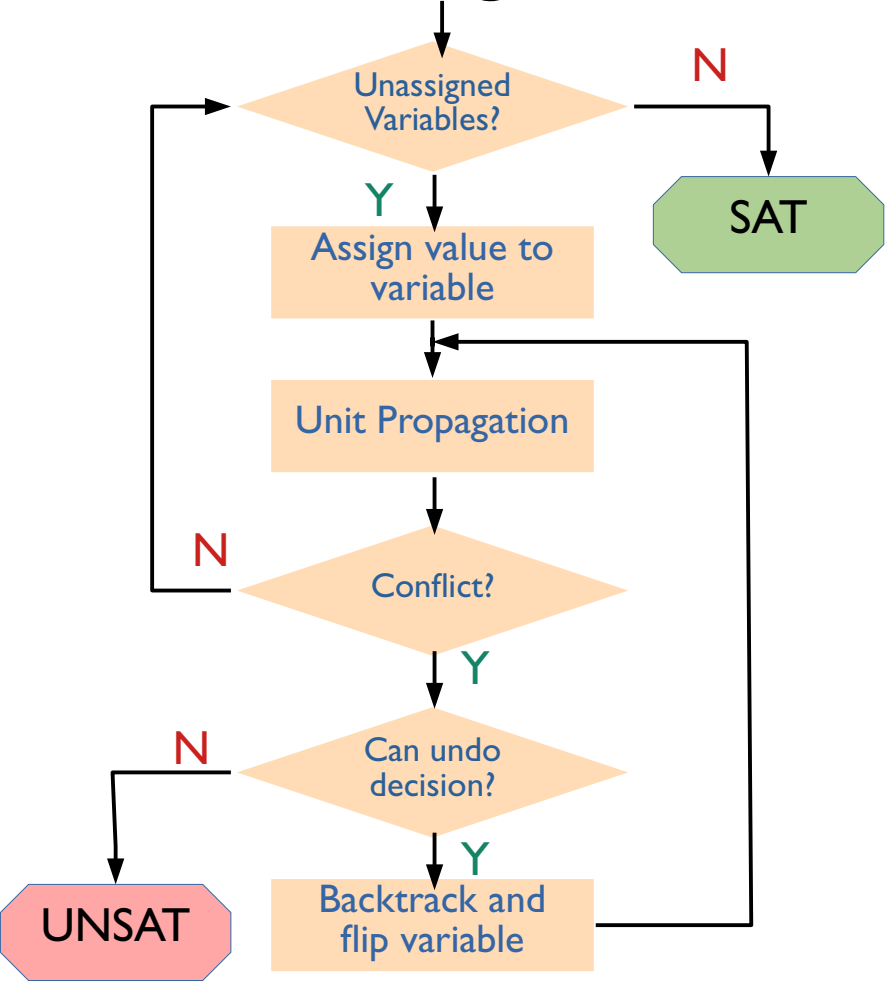 Unassigned
Variables?
N
SAT
Y
Assign value to
variable
Unit Propagation
N
Conflict?
Y
N
Can undo
decision?
Y
UNSAT
Backtrack and
flip variable